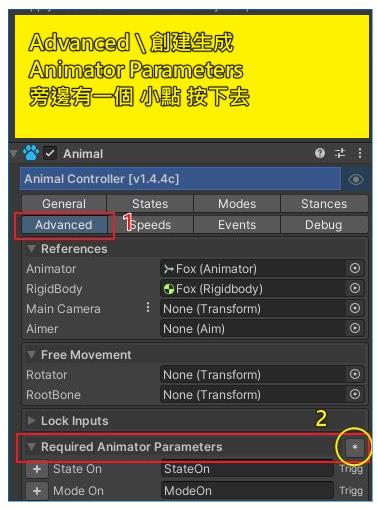 Advanced \ 創建生成
Animator Parameters
旁邊有一個 小點 按下去
Animal
Animal Controller [v1.4.4c]
General States Modes Stances
Advanced 1 Speeds Events Debug
References
Animator Fox (Animator)
RigidBody Fox (Rigidbody)
Main Camera None (Transform)
Aimer None (Aim)
Free Movement
Rotator None (Transform)
RootBone None (Transform)
Lock Inputs
2
Required Animator Parameters *
+ State On StateOn Trigg
+ Mode On ModeOn Trigg